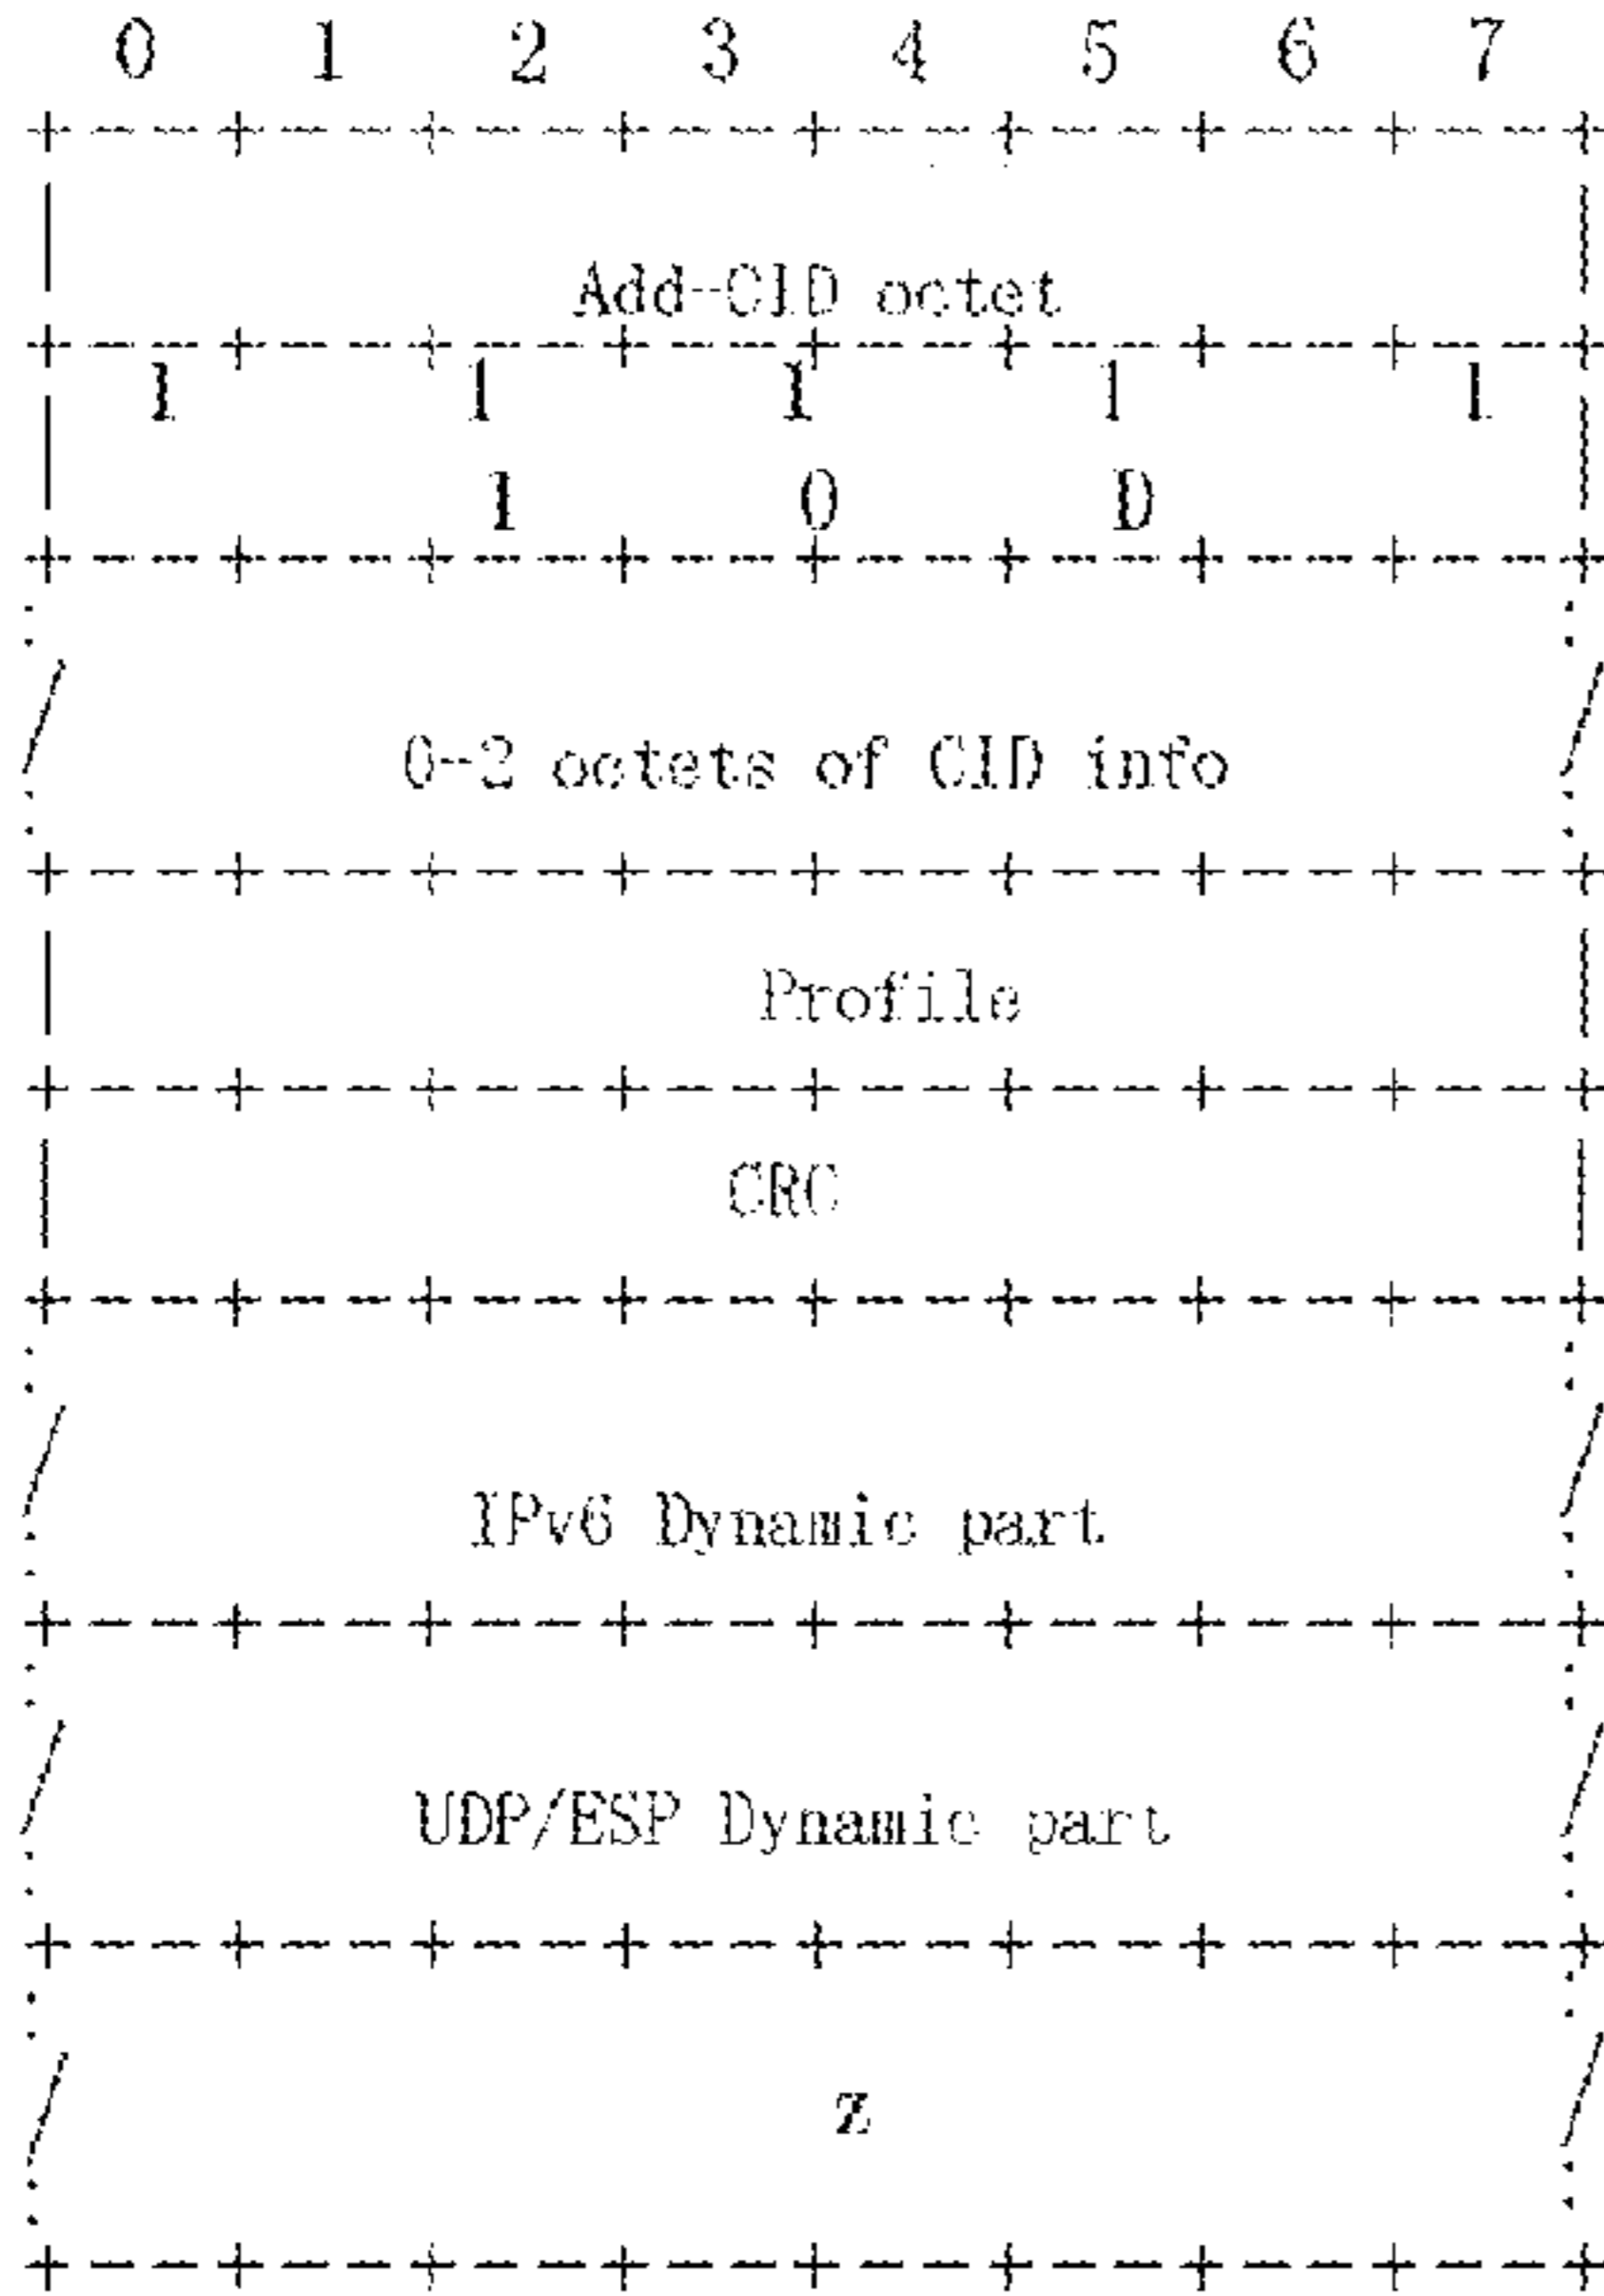 0 1 2 3 4 5 6 7
Add-CID octet
1 1 1 1 1
1 0 D
0-2 octets of CID info
Profile
CRC
IPv6 Dynamic part
UDP/ESP Dynamic part
z